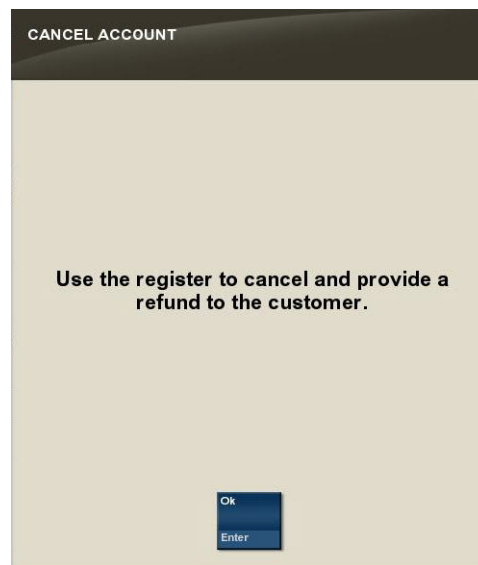 CANCEL ACCOUNT
Use the register to cancel and provide a
refund to the customer.
Ok
Enter